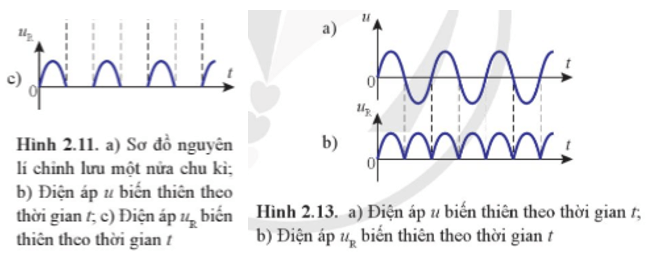 u_R
c)
0
t
Hình 2.11. a) Sơ đồ nguyên
lí chỉnh lưu một nửa chu kì;
b) Điện áp u biến thiên theo
thời gian t; c) Điện áp u_R biến
thiên theo thời gian t
a)
u
0
t
u_R
b)
0
t
Hình 2.13. a) Điện áp u biến thiên theo thời gian t;
b) Điện áp u_R biến thiên theo thời gian t